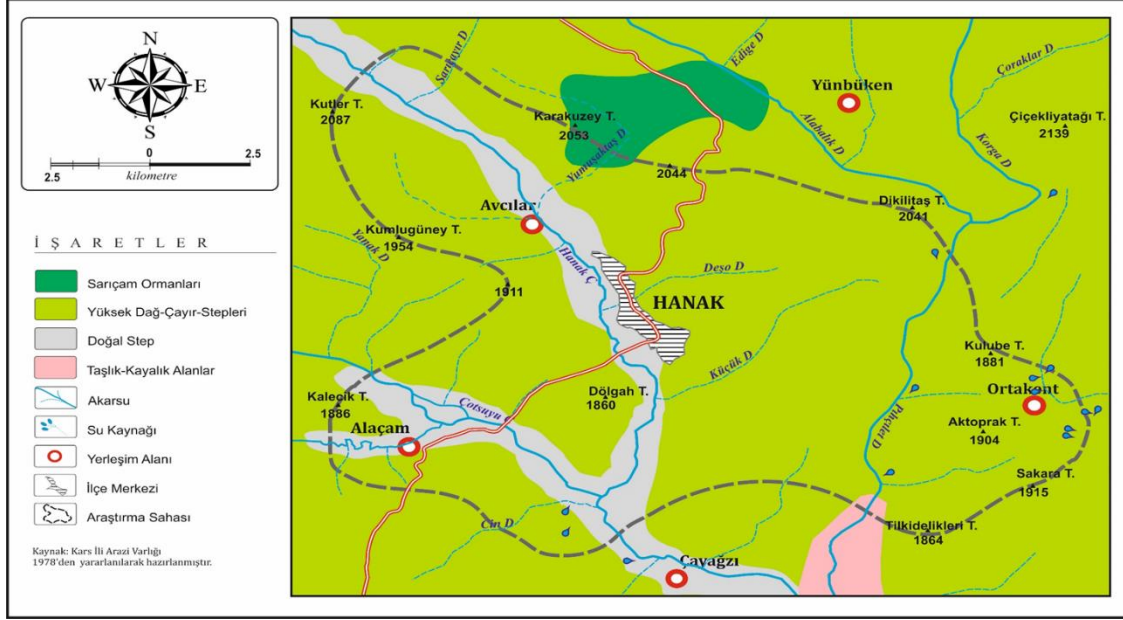 N
W
E
S
0
2.5
2.5
kilometre
İ Ş A R E T L E R
Sarıçam Ormanları
Yüksek Dağ-Çayır-Stepleri
Doğal Step
Taşlık-Kayalık Alanlar
Akarsu
Su Kaynağı
Yerleşim Alanı
İlçe Merkezi
Araştırma Sahası
Kaynak: Kars İli Arazi Varlığı
1978'den yararlanılarak hazırlanmıştır.
Sarıçayır D
Edige D
Çoraklar D
Yünbüken
Kutler T.
2087
Karakuzey T.
2053
Çiçekliyatağı T.
2139
Alabalık D
Korga D
Yumuşaktaş D
2044
Avcılar
Dikilitaş T.
2041
Kumlugüney T.
1954
Yanak D
Hanak Ç
Deşo D
1911
HANAK
Kulube T.
1881
Küçük D
Kaleçik T.
1886
Dölgah T.
1860
Ortakent
Çotsuyu
Alaçam
Aktoprak T.
1904
Sakara T.
1915
Cin D
Tilkidelikleri T.
1864
Çayağzı